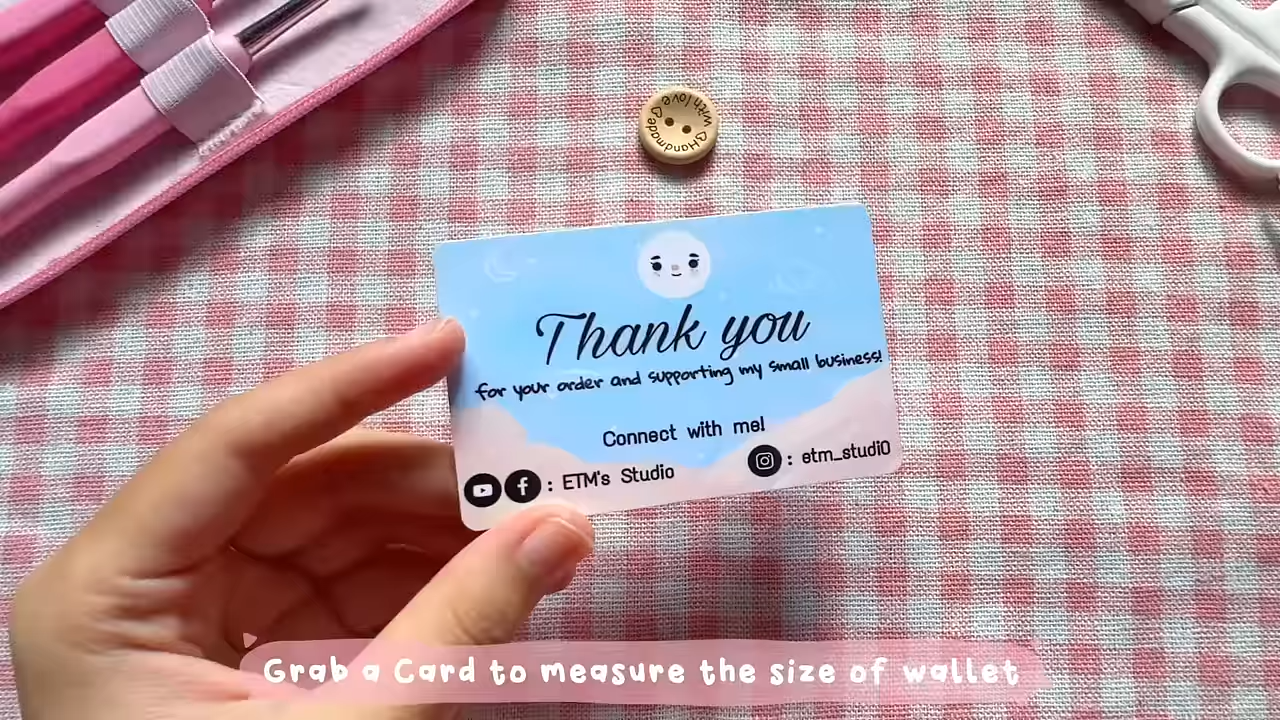 Handmade with love
Thank you
for your order and supporting my small business!
Connect with me!
: ETM's Studio
: etm_studi0
Grab a Card to measure the size of wallet